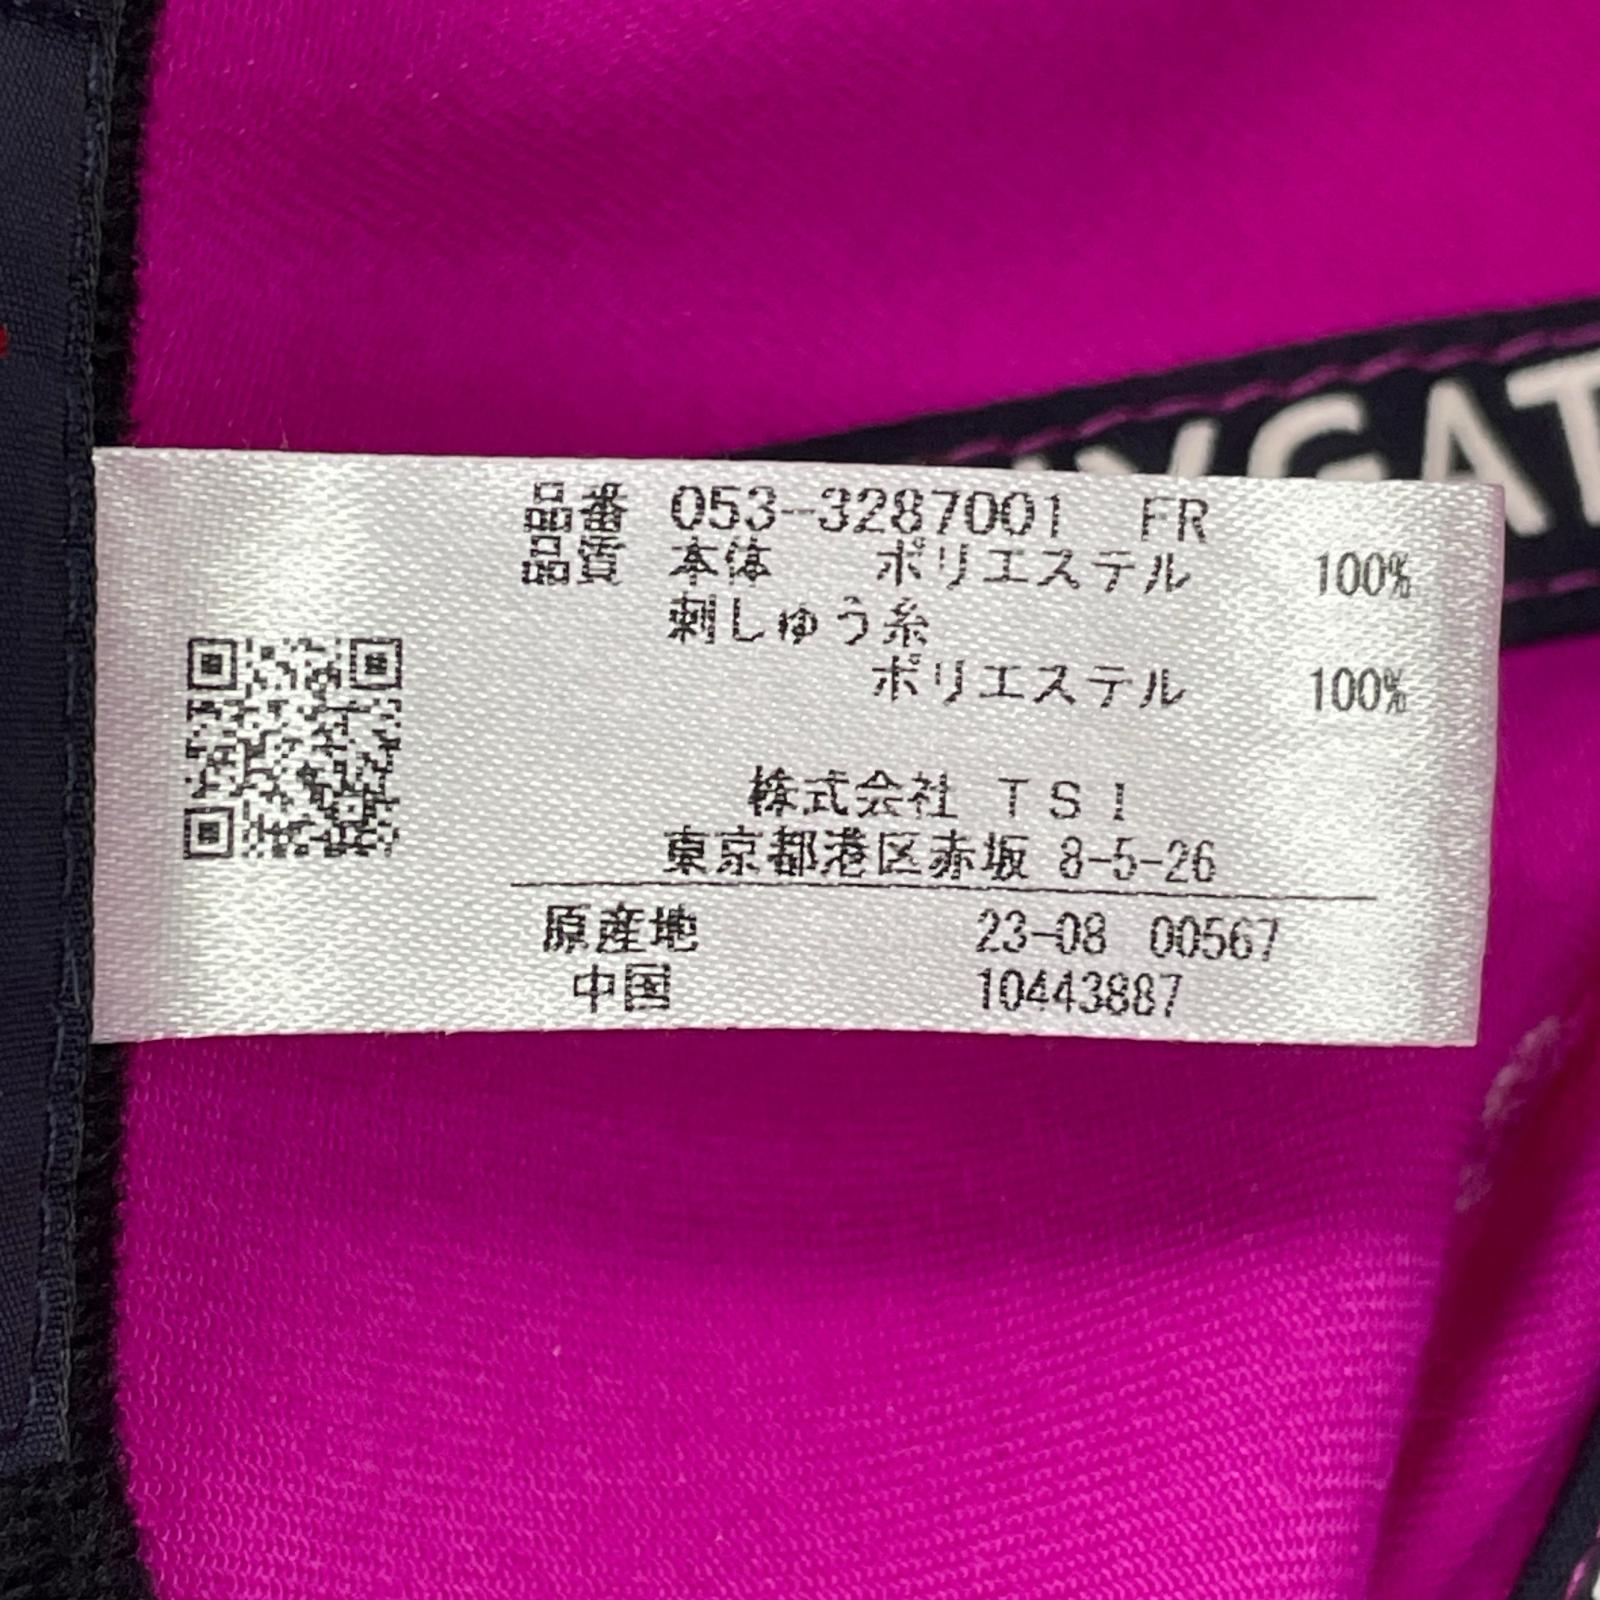 YGAT
品番 053-3287001 FR
品質 本体 ポリエステル 100%
刺しゅう糸
ポリエステル 100%
株式会社 TSI
東京都港区赤坂 8-5-26
原産地 23-08 00567
中国 10443887